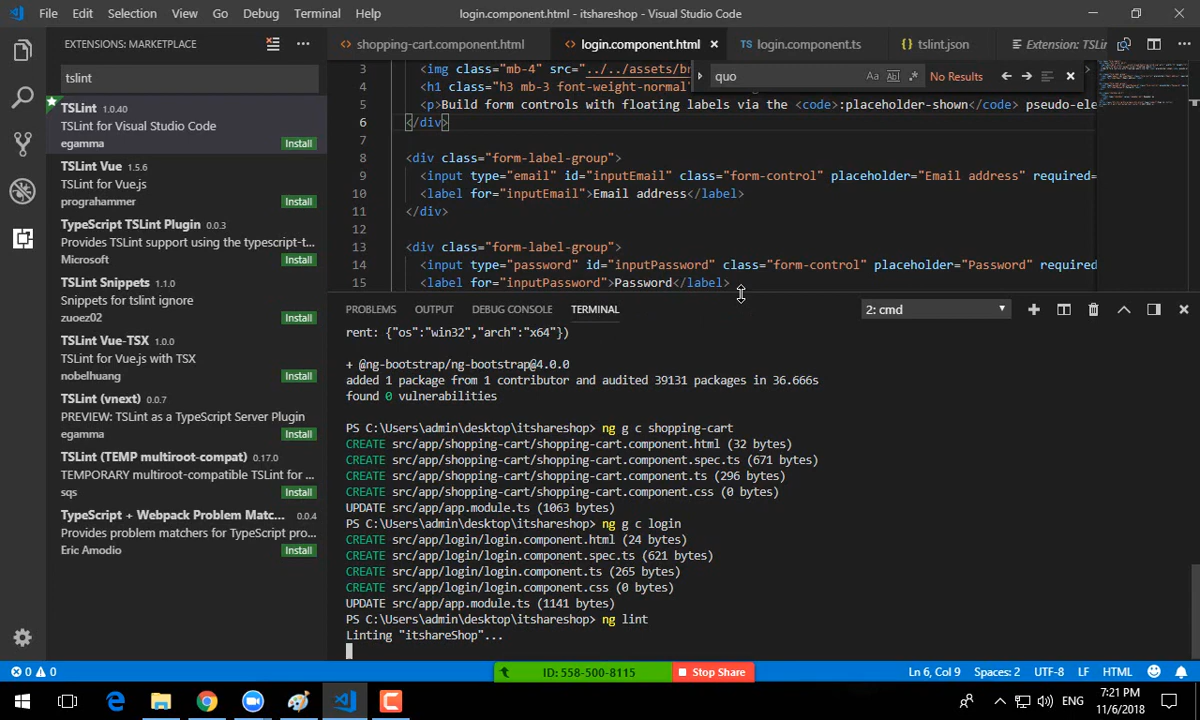 File Edit Selection View Go Debug Terminal Help login.component.html - itshareshop - Visual Studio Code
EXTENSIONS: MARKETPLACE
tslint
TSLint 1.0.40
TSLint for Visual Studio Code
egamma Install
TSLint Vue 1.5.6
TSLint for Vue.js
prograhammer Install
TypeScript TSLint Plugin 0.0.3
Provides TSLint support using the typescript-t...
Microsoft Install
TSLint Snippets 1.1.0
Snippets for tslint ignore
zuoez02 Install
TSLint Vue-TSX 1.0.0
TSLint for Vue.js with TSX
nobelhuang Install
TSLint (vnext) 0.0.7
PREVIEW: TSLint as a TypeScript Server Plugin
egamma Install
TSLint (TEMP multiroot-compat) 0.17.0
TEMPORARY multiroot-compatible TSLint for ...
sqs Install
TypeScript + Webpack Problem Matc... 0.0.4
Provides problem matchers for TypeScript pro...
Eric Amodio Install
shopping-cart.component.html login.component.html login.component.ts tslint.json Extension: TSLin
quo Aa Abl .* No Results
3 <img class="mb-4" src="../../assets/br
4 <h1 class="h3 mb-3 font-weight-normal"
5 <p>Build form controls with floating labels via the <code>:placeholder-shown</code> pseudo-ele
6 </div>
7
8 <div class="form-label-group">
9 <input type="email" id="inputEmail" class="form-control" placeholder="Email address" required=
10 <label for="inputEmail">Email address</label>
11 </div>
12
13 <div class="form-label-group">
14 <input type="password" id="inputPassword" class="form-control" placeholder="Password" required
15 <label for="inputPassword">Password</label>
PROBLEMS OUTPUT DEBUG CONSOLE TERMINAL 2: cmd
rent: {"os":"win32","arch":"x64"})
+ @ng-bootstrap/ng-bootstrap@4.0.0
added 1 package from 1 contributor and audited 39131 packages in 36.666s
found 0 vulnerabilities
PS C:\Users\admin\desktop\itshareshop> ng g c shopping-cart
CREATE src/app/shopping-cart/shopping-cart.component.html (32 bytes)
CREATE src/app/shopping-cart/shopping-cart.component.spec.ts (671 bytes)
CREATE src/app/shopping-cart/shopping-cart.component.ts (296 bytes)
CREATE src/app/shopping-cart/shopping-cart.component.css (0 bytes)
UPDATE src/app/app.module.ts (1063 bytes)
PS C:\Users\admin\desktop\itshareshop> ng g c login
CREATE src/app/login/login.component.html (24 bytes)
CREATE src/app/login/login.component.spec.ts (621 bytes)
CREATE src/app/login/login.component.ts (265 bytes)
CREATE src/app/login/login.component.css (0 bytes)
UPDATE src/app/app.module.ts (1141 bytes)
PS C:\Users\admin\desktop\itshareshop> ng lint
Linting "itshareShop"...
0 0 ID: 558-500-8115 Stop Share Ln 6, Col 9 Spaces: 2 UTF-8 LF HTML
ENG 7:21 PM
11/6/2018